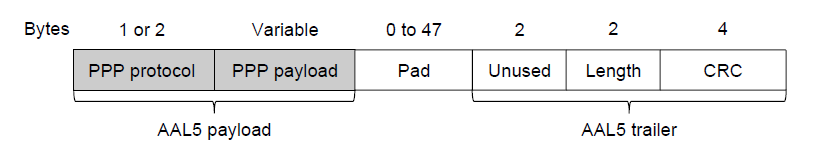 Bytes 1 or 2 Variable 0 to 47 2 2 4
PPP protocol PPP payload Pad Unused Length CRC
AAL5 payload AAL5 trailer